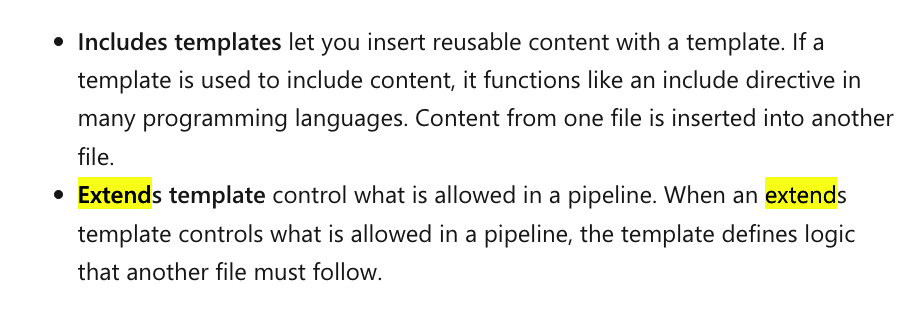 • Includes templates let you insert reusable content with a template. If a
template is used to include content, it functions like an include directive in
many programming languages. Content from one file is inserted into another
file.
• Extends template control what is allowed in a pipeline. When an extends
template controls what is allowed in a pipeline, the template defines logic
that another file must follow.